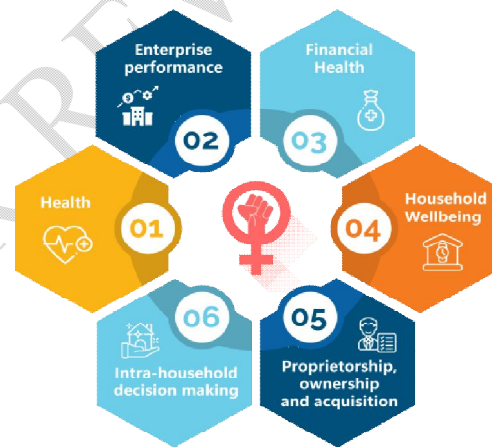 Health
01
Enterprise
performance
02
Financial
Health
03
Household
Wellbeing
04
05
Proprietorship,
ownership
and acquisition
06
Intra-household
decision making